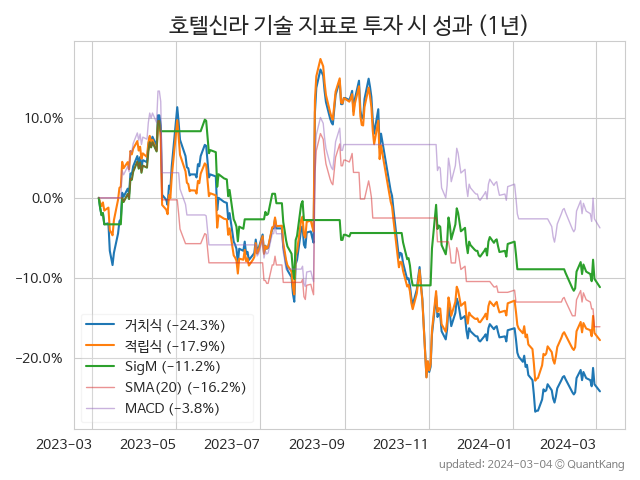 호텔신라 기술 지표로 투자 시 성과 (1년)
10.0%
0.0%
−10.0%
−20.0%
거치식 (−24.3%)
적립식 (−17.9%)
SigM (−11.2%)
SMA(20) (−16.2%)
MACD (−3.8%)
2023-03 2023-05 2023-07 2023-09 2023-11 2024-01 2024-03
updated: 2024-03-04 © QuantKang